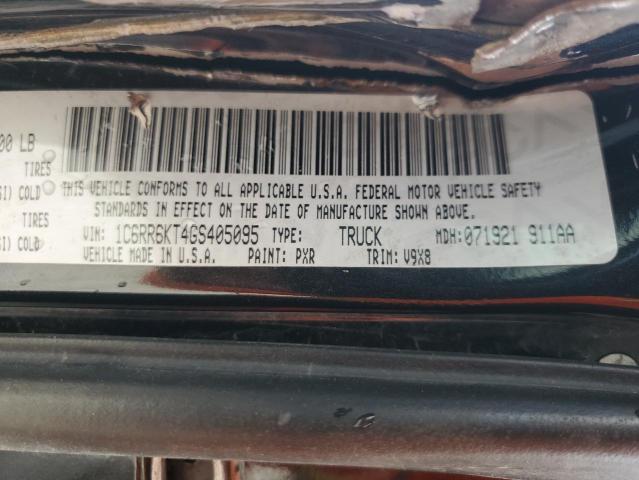 00 LB
TIRES
SI) COLD
THIS VEHICLE CONFORMS TO ALL APPLICABLE U.S.A. FEDERAL MOTOR VEHICLE SAFETY
TIRES
STANDARDS IN EFFECT ON THE DATE OF MANUFACTURE SHOWN ABOVE.
SI) COLD
VIN: 1C6RR6KT4GS405095 TYPE: TRUCK MDH: 071921 911AA
VEHICLE MADE IN U.S.A. PAINT: PXR TRIM: V9X8